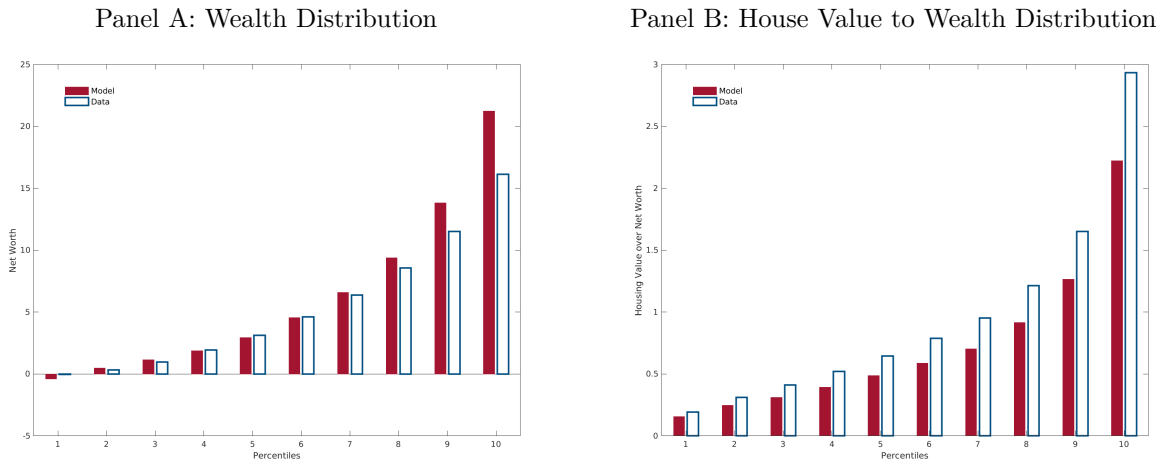 Panel A: Wealth Distribution
25
20
15
10
5
0
-5
Net Worth
Model
Data
1 2 3 4 5 6 7 8 9 10
Percentiles
Panel B: House Value to Wealth Distribution
3
2.5
2
1.5
1
0.5
0
Housing Value over Net Worth
Model
Data
1 2 3 4 5 6 7 8 9 10
Percentiles